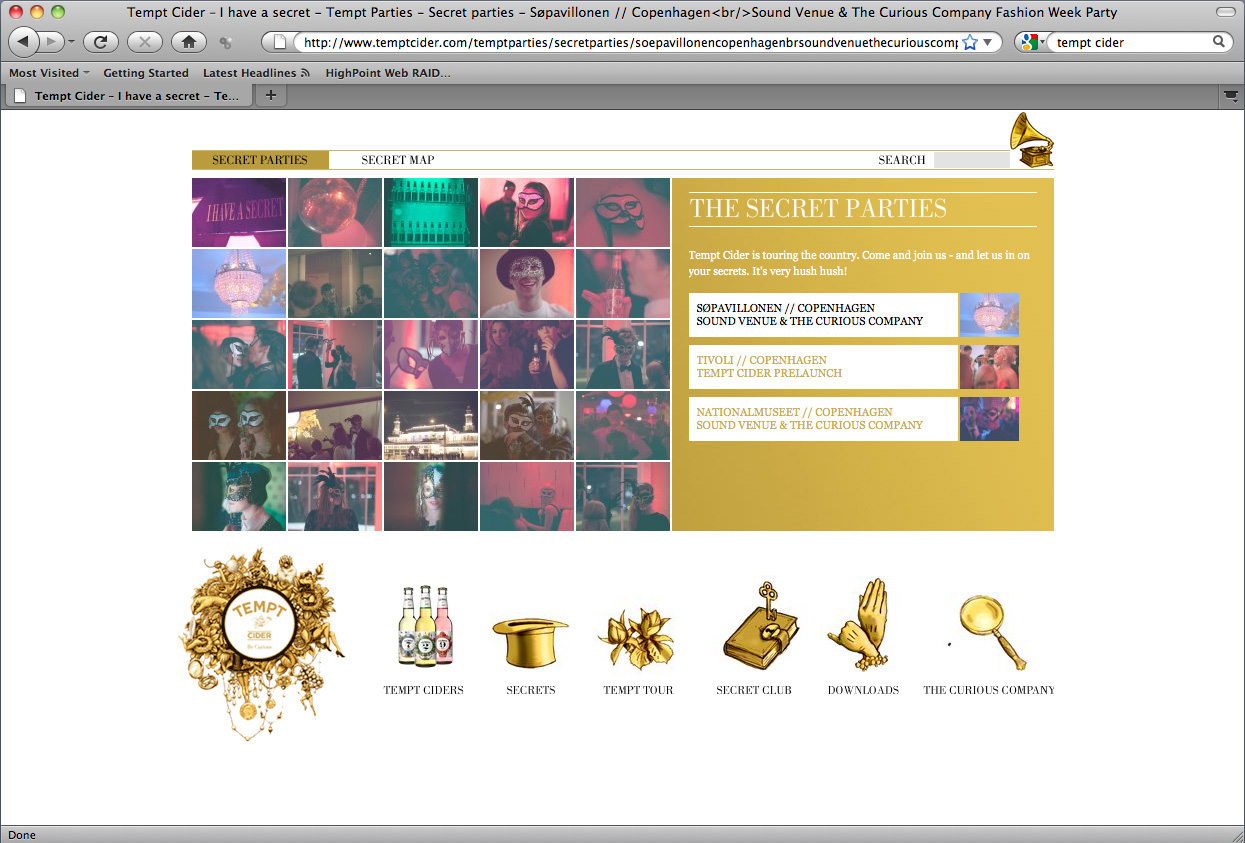 Tempt Cider – I have a secret – Tempt Parties – Secret parties – Søpavillonen // Copenhagen<br/>Sound Venue & The Curious Company Fashion Week Party
http://www.temptcider.com/temptparties/secretparties/soepavillonencopenhagenbrsoundvenuethecuriouscomp
tempt cider
Most Visited
Getting Started
Latest Headlines
HighPoint Web RAID...
Tempt Cider – I have a secret – Te...
SECRET PARTIES
SECRET MAP
SEARCH
I HAVE A SECRET
THE SECRET PARTIES
Tempt Cider is touring the country. Come and join us - and let us in on
your secrets. It's very hush hush!
SØPAVILLONEN // COPENHAGEN
SOUND VENUE & THE CURIOUS COMPANY
TIVOLI // COPENHAGEN
TEMPT CIDER PRELAUNCH
NATIONALMUSEET // COPENHAGEN
SOUND VENUE & THE CURIOUS COMPANY
TEMPT
CIDER
Be Curious
TEMPT CIDERS
SECRETS
TEMPT TOUR
SECRET CLUB
DOWNLOADS
THE CURIOUS COMPANY
Done